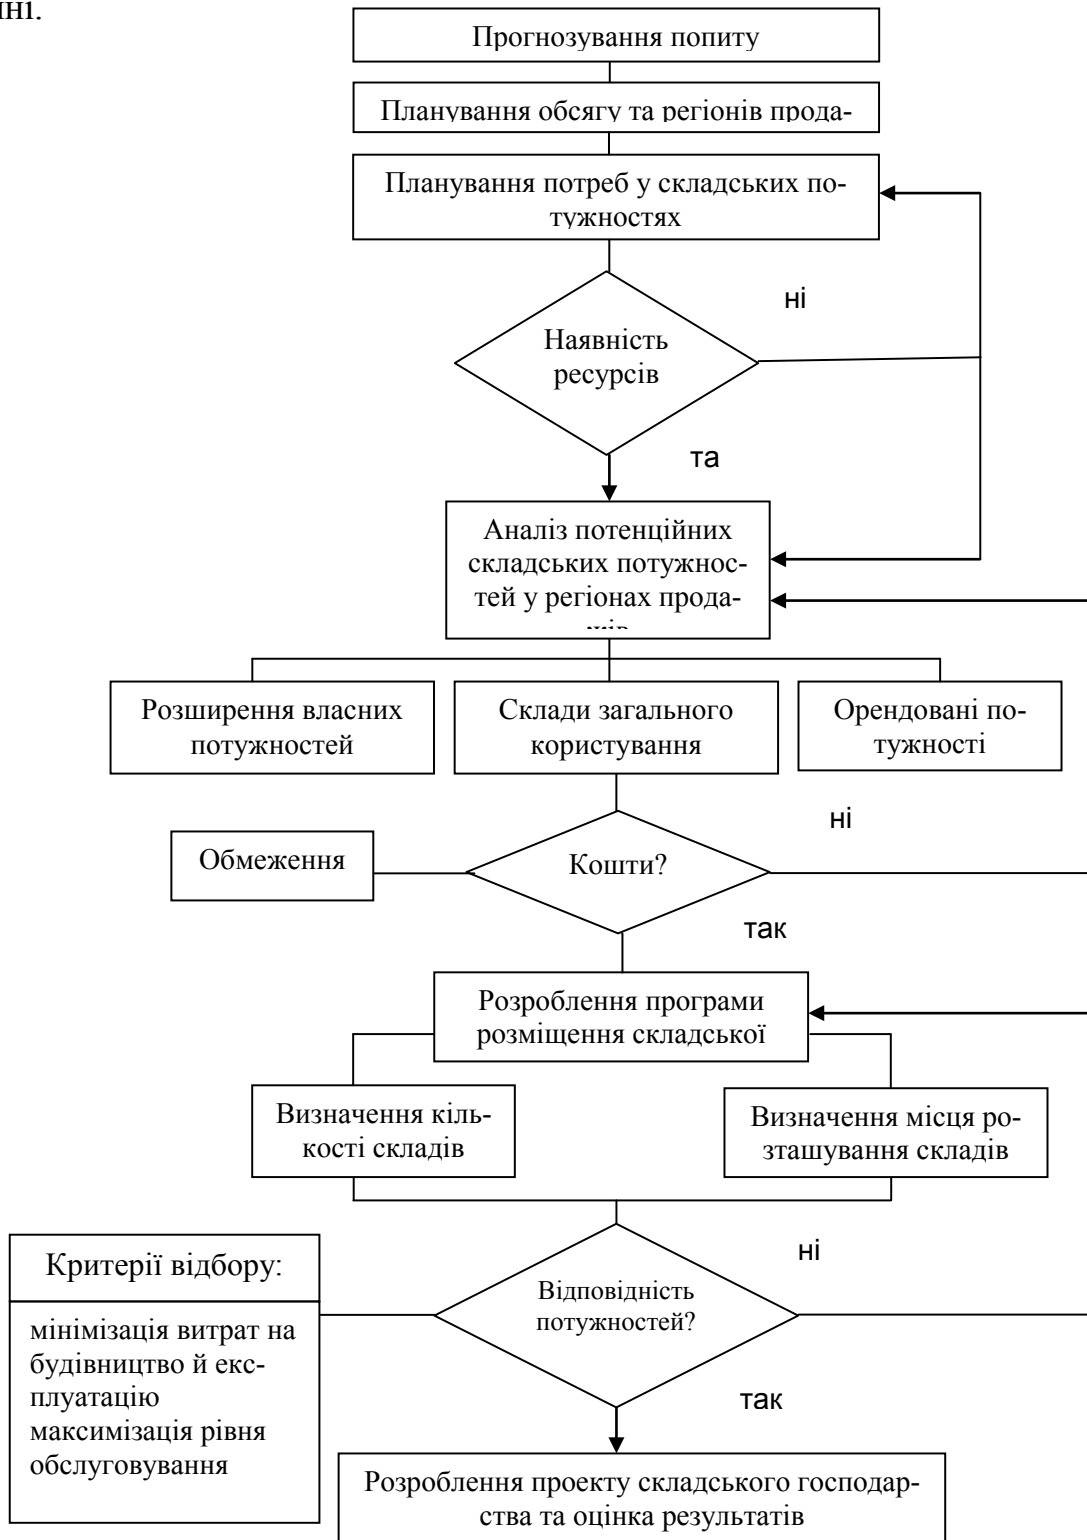 ні.
Прогнозування попиту
Планування обсягу та регіонів прода-
Планування потреб у складських по-
тужностях
ні
Наявність
ресурсів
та
Аналіз потенційних
складських потужнос-
тей у регіонах прода-
жів
Розширення власних
потужностей
Склади загального
користування
Орендовані по-
тужності
ні
Обмеження
Кошти?
так
Розроблення програми
розміщення складської
Визначення кіль-
кості складів
Визначення місця ро-
зташування складів
ні
Критерії відбору:
Відповідність
потужностей?
мінімізація витрат на
будівництво й екс-
плуатацію
максимізація рівня
обслуговування
так
Розроблення проекту складського господар-
ства та оцінка результатів